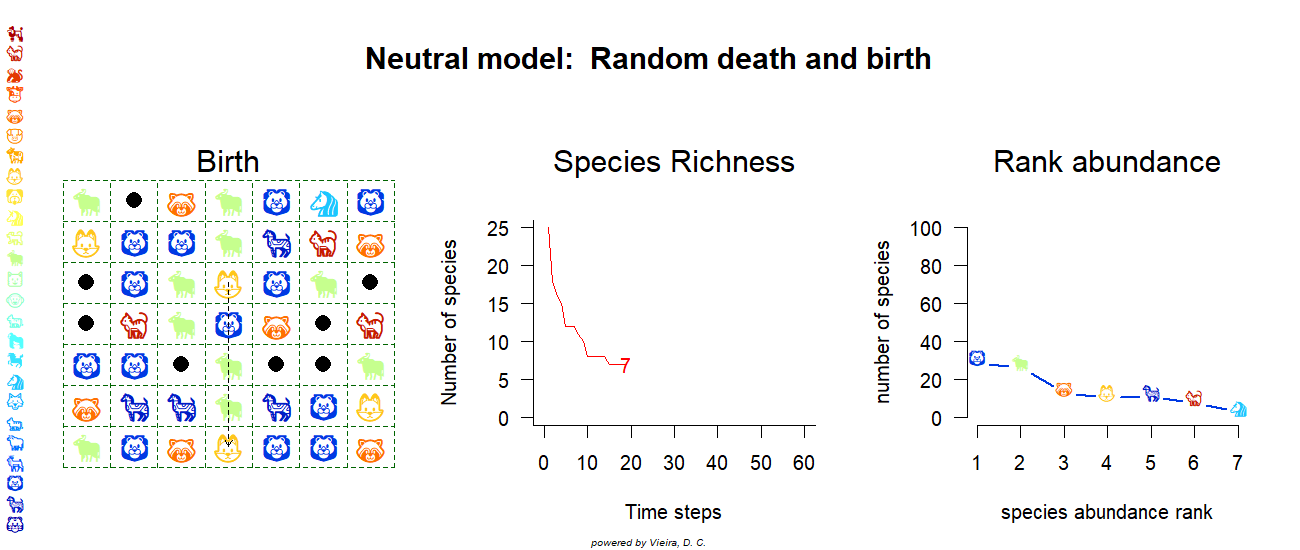 Neutral model:  Random death and birth
Birth
Species Richness
Number of species
25
20
15
10
5
0
7
0 10 20 30 40 50 60
Time steps
Rank abundance
number of species
100
80
60
40
20
0
1 2 3 4 5 6 7
species abundance rank
powered by Vieira, D. C.